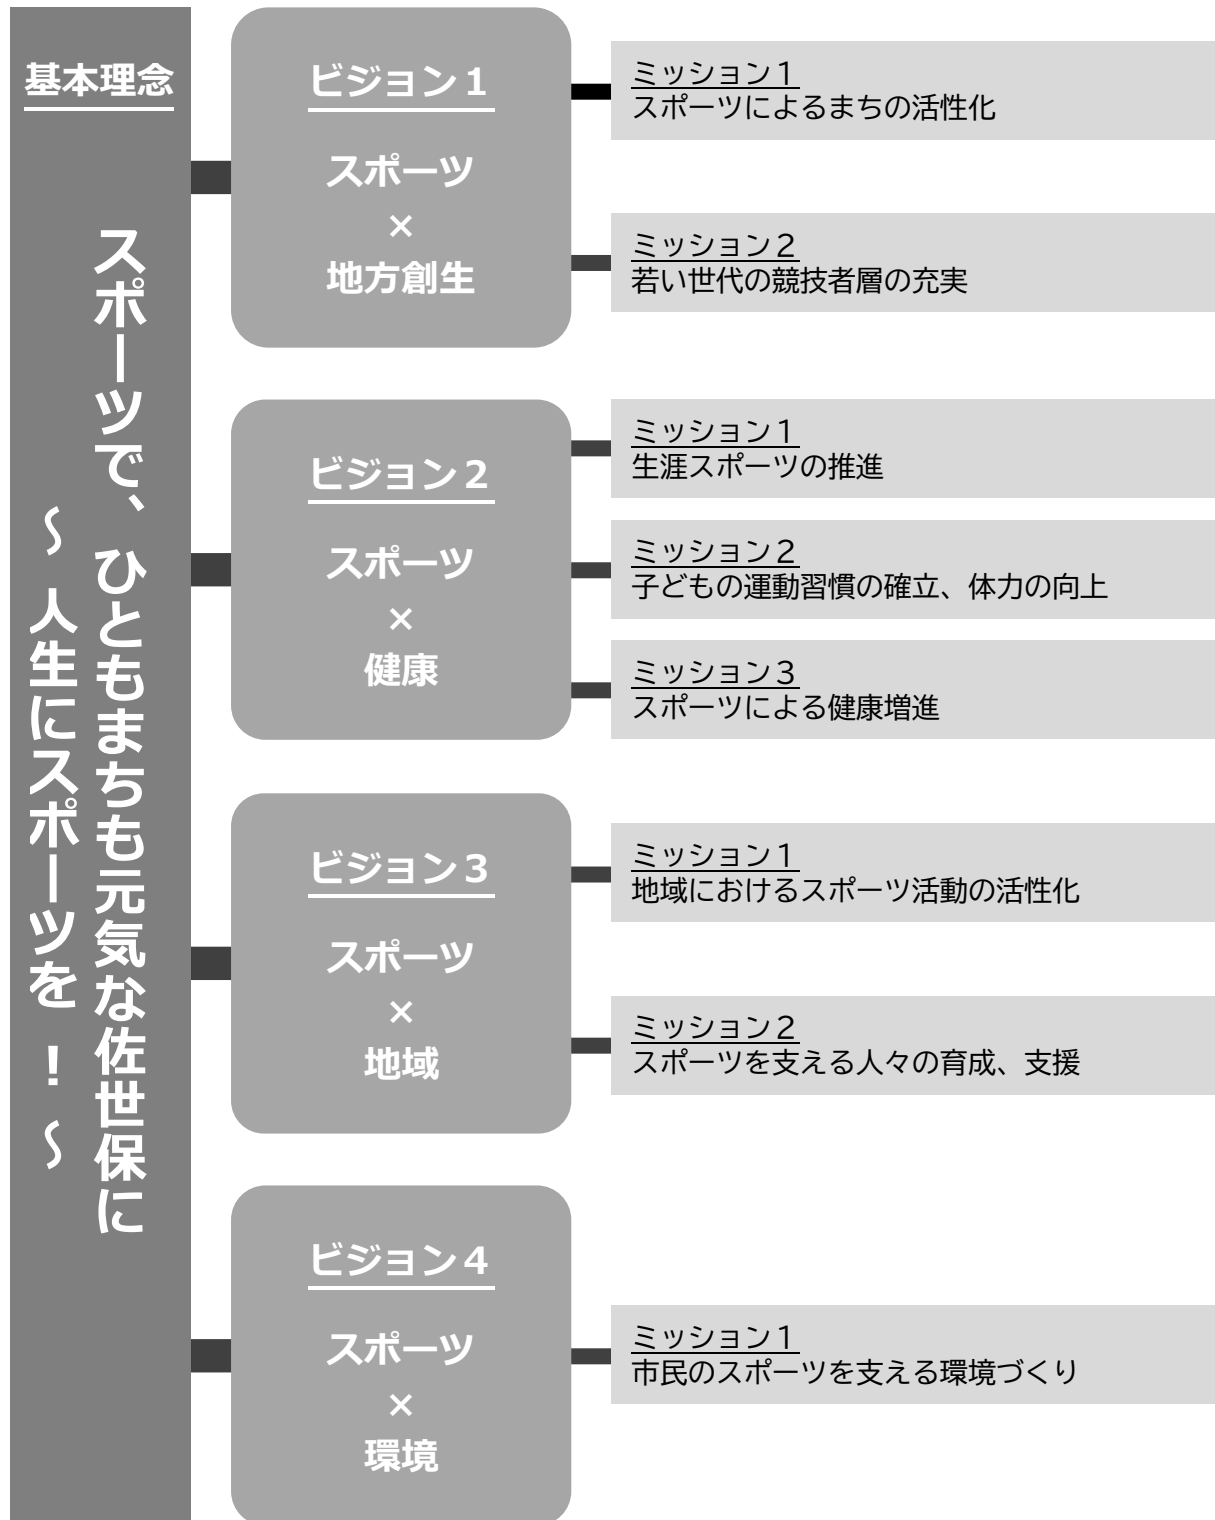 基本理念
スポーツで、ひともまちも元気な佐世保に
～人生にスポーツを！～
ビジョン１
スポーツ
×
地方創生
ミッション１
スポーツによるまちの活性化
ミッション２
若い世代の競技者層の充実
ビジョン２
スポーツ
×
健康
ミッション１
生涯スポーツの推進
ミッション２
子どもの運動習慣の確立、体力の向上
ミッション３
スポーツによる健康増進
ビジョン３
スポーツ
×
地域
ミッション１
地域におけるスポーツ活動の活性化
ミッション２
スポーツを支える人々の育成、支援
ビジョン４
スポーツ
×
環境
ミッション１
市民のスポーツを支える環境づくり